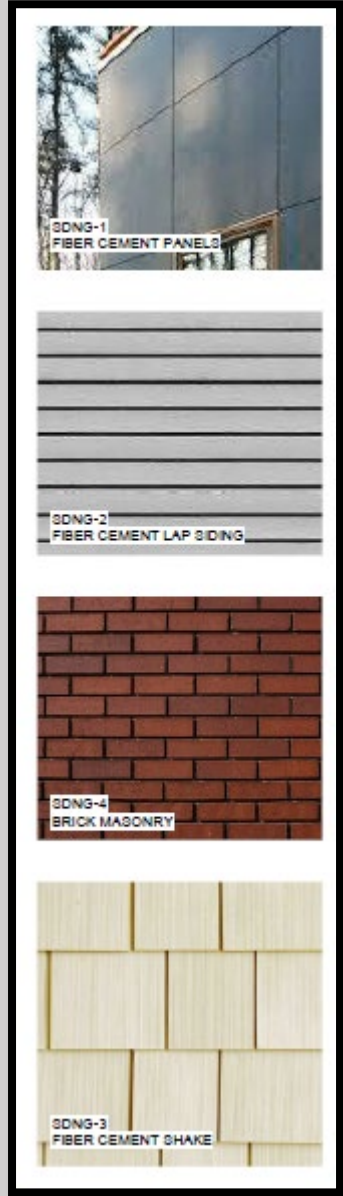 SDNG-1
FIBER CEMENT PANELS
SDNG-2
FIBER CEMENT LAP SIDING
SDNG-4
BRICK MASONRY
SDNG-3
FIBER CEMENT SHAKE